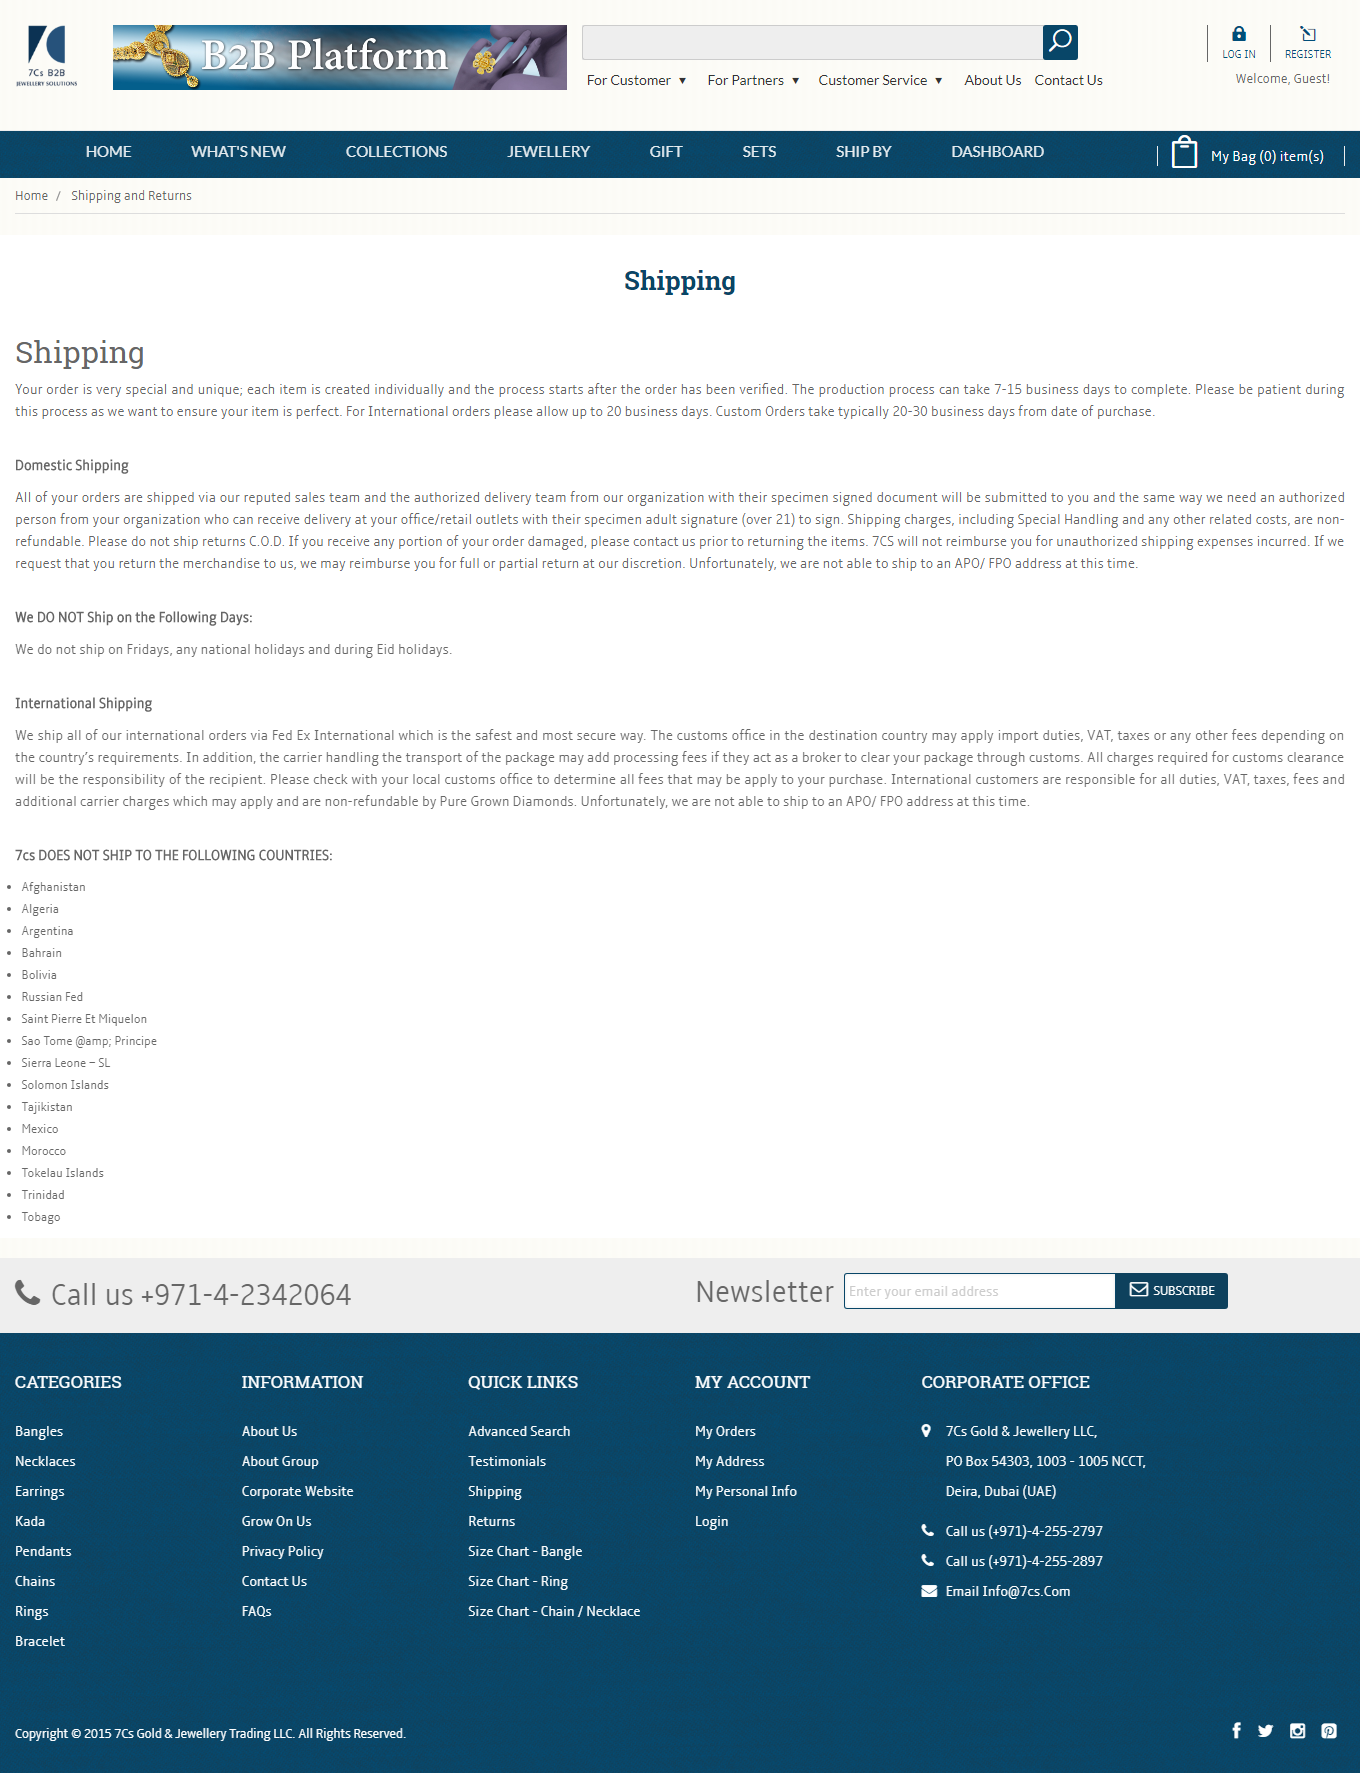 7Cs B2B
JEWELLERY SOLUTIONS
B2B Platform
For Customer ▼
For Partners ▼
Customer Service ▼
About Us
Contact Us
LOG IN
REGISTER
Welcome, Guest!
HOME
WHAT'S NEW
COLLECTIONS
JEWELLERY
GIFT
SETS
SHIP BY
DASHBOARD
My Bag (0) item(s)
Home / Shipping and Returns
Shipping
Shipping
Your order is very special and unique; each item is created individually and the process starts after the order has been verified. The production process can take 7-15 business days to complete. Please be patient during
this process as we want to ensure your item is perfect. For International orders please allow up to 20 business days. Custom Orders take typically 20-30 business days from date of purchase.
Domestic Shipping
All of your orders are shipped via our reputed sales team and the authorized delivery team from our organization with their specimen signed document will be submitted to you and the same way we need an authorized
person from your organization who can receive delivery at your office/retail outlets with their specimen adult signature (over 21) to sign. Shipping charges, including Special Handling and any other related costs, are non-
refundable. Please do not ship returns C.O.D. If you receive any portion of your order damaged, please contact us prior to returning the items. 7CS will not reimburse you for unauthorized shipping expenses incurred. If we
request that you return the merchandise to us, we may reimburse you for full or partial return at our discretion. Unfortunately, we are not able to ship to an APO/ FPO address at this time.
We DO NOT Ship on the Following Days:
We do not ship on Fridays, any national holidays and during Eid holidays.
International Shipping
We ship all of our international orders via Fed Ex International which is the safest and most secure way. The customs office in the destination country may apply import duties, VAT, taxes or any other fees depending on
the country’s requirements. In addition, the carrier handling the transport of the package may add processing fees if they act as a broker to clear your package through customs. All charges required for customs clearance
will be the responsibility of the recipient. Please check with your local customs office to determine all fees that may be apply to your purchase. International customers are responsible for all duties, VAT, taxes, fees and
additional carrier charges which may apply and are non-refundable by Pure Grown Diamonds. Unfortunately, we are not able to ship to an APO/ FPO address at this time.
7cs DOES NOT SHIP TO THE FOLLOWING COUNTRIES:
• Afghanistan
• Algeria
• Argentina
• Bahrain
• Bolivia
• Russian Fed
• Saint Pierre Et Miquelon
• Sao Tome @amp; Principe
• Sierra Leone – SL
• Solomon Islands
• Tajikistan
• Mexico
• Morocco
• Tokelau Islands
• Trinidad
• Tobago
Call us +971-4-2342064
Newsletter
Enter your email address
SUBSCRIBE
CATEGORIES
Bangles
Necklaces
Earrings
Kada
Pendants
Chains
Rings
Bracelet
INFORMATION
About Us
About Group
Corporate Website
Grow On Us
Privacy Policy
Contact Us
FAQs
QUICK LINKS
Advanced Search
Testimonials
Shipping
Returns
Size Chart - Bangle
Size Chart - Ring
Size Chart - Chain / Necklace
MY ACCOUNT
My Orders
My Address
My Personal Info
Login
CORPORATE OFFICE
7Cs Gold & Jewellery LLC,
PO Box 54303, 1003 - 1005 NCCT,
Deira, Dubai (UAE)
Call us (+971)-4-255-2797
Call us (+971)-4-255-2897
Email Info@7cs.Com
Copyright © 2015 7Cs Gold & Jewellery Trading LLC. All Rights Reserved.